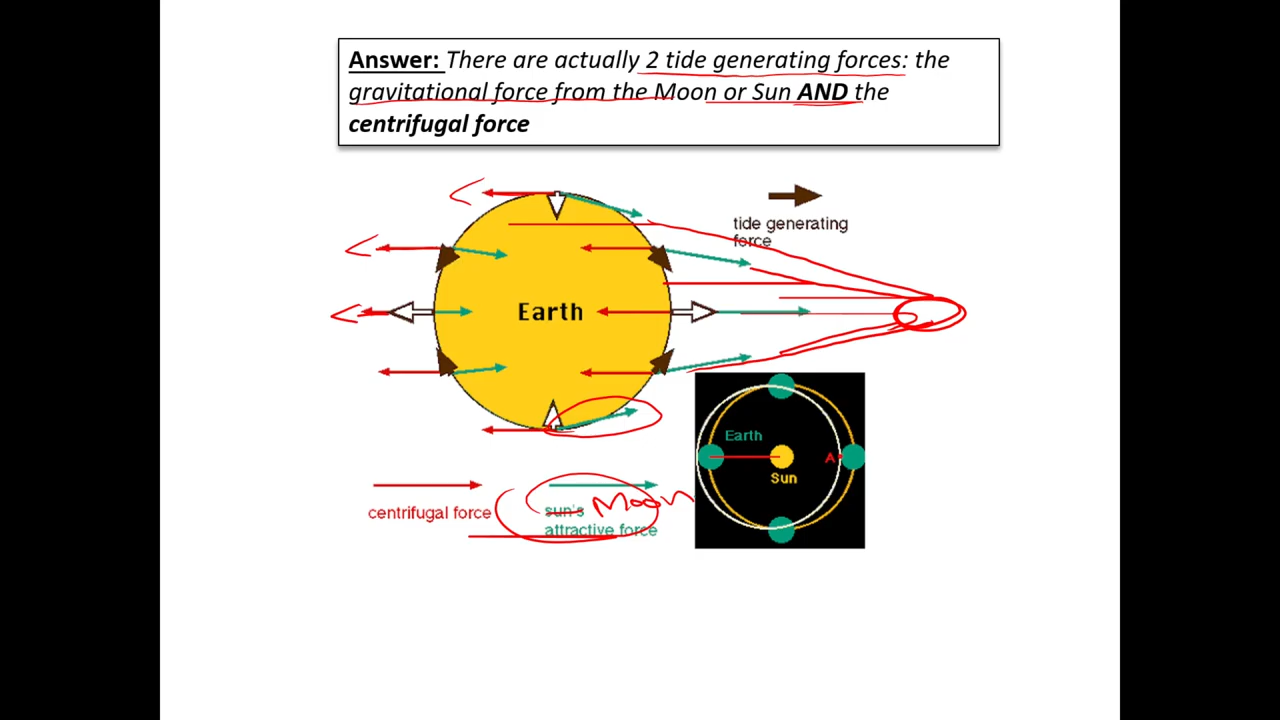 Answer: There are actually 2 tide generating forces: the
gravitational force from the Moon or Sun AND the
centrifugal force
tide generating
force
Earth
Earth
Sun
A
centrifugal force
sun's Moon
attractive force